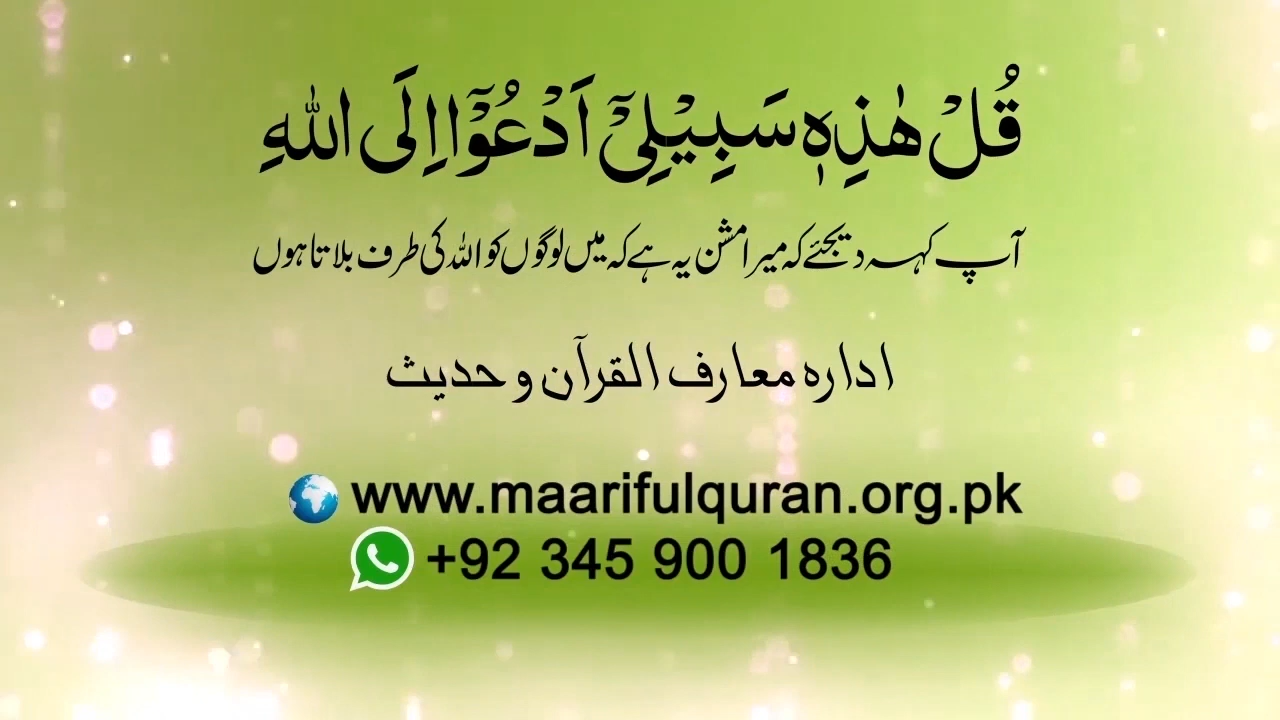 قُلْ هٰذِهٖ سَبِیْلِیْۤ اَدْعُوْۤا اِلَی اللّٰهِ
آپ کہہ دیجئے کہ میرا مشن یہ ہے کہ میں لوگوں کو اللہ کی طرف بلاتا ہوں
ادارہ معارف القرآن و حدیث
www.maarifulquran.org.pk
+92 345 900 1836